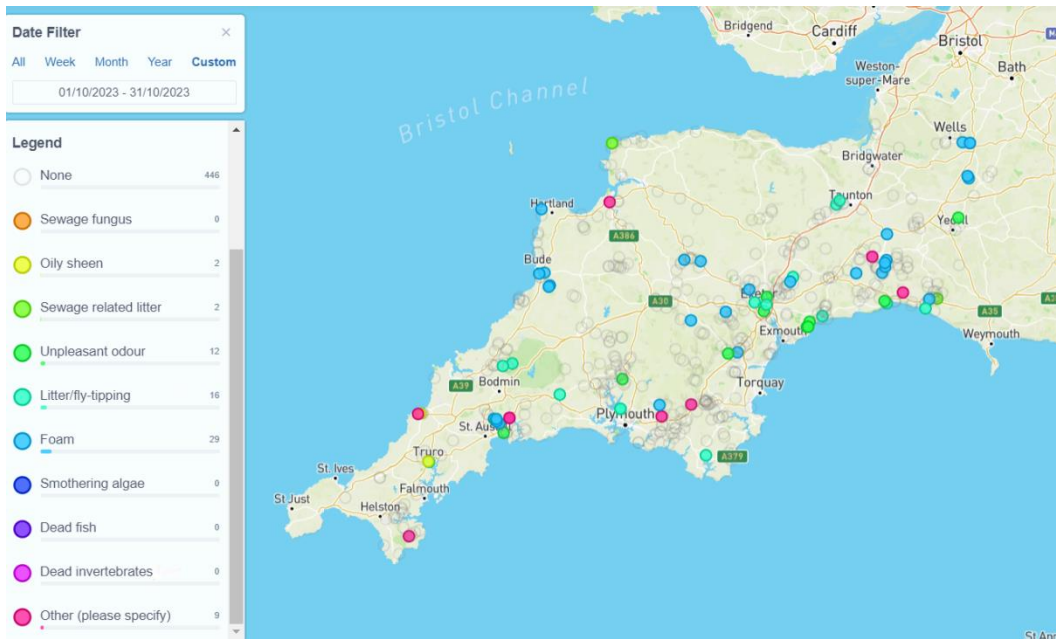 Date Filter ×
All Week Month Year Custom
01/10/2023 - 31/10/2023
Legend
None 446
Sewage fungus 0
Oily sheen 2
Sewage related litter 2
Unpleasant odour 12
Litter/fly-tipping 16
Foam 29
Smothering algae 0
Dead fish 0
Dead invertebrates 0
Other (please specify) 9
Bridgend
Cardiff
Bristol
Weston-
super-Mare
Bath
Bristol Channel
Wells
Bridgwater
Hartland
Taunton
A386
Bude
A30
Exmouth
A35
Weymouth
A39
Bodmin
Torquay
Plymouth
A379
Truro
St. Ives
Falmouth
St Just
Helston